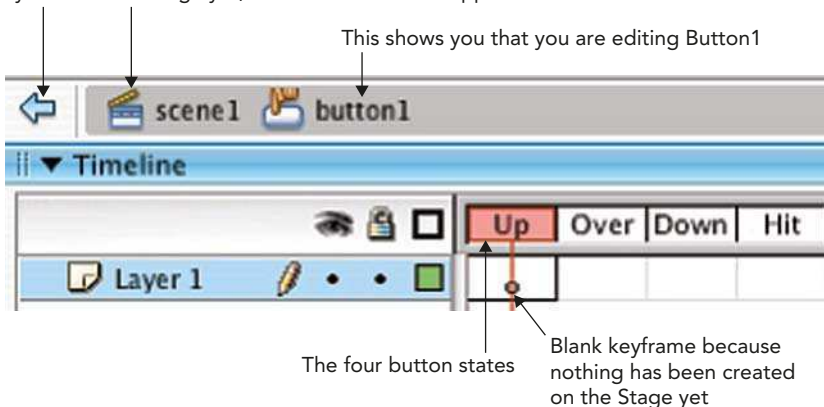 This shows you that you are editing Button1
scene1 button1
Timeline
Up Over Down Hit
Layer 1
The four button states
Blank keyframe because
nothing has been created
on the Stage yet